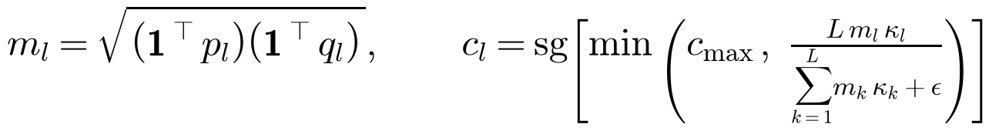 $m_l = \sqrt{(\mathbf{1}^\top p_l)(\mathbf{1}^\top q_l)}, \qquad c_l = \mathrm{sg}\left[\min\left(c_{\max}, \frac{L\, m_l\, \kappa_l}{\sum_{k=1}^{L} m_k\, \kappa_k + \epsilon}\right)\right]$